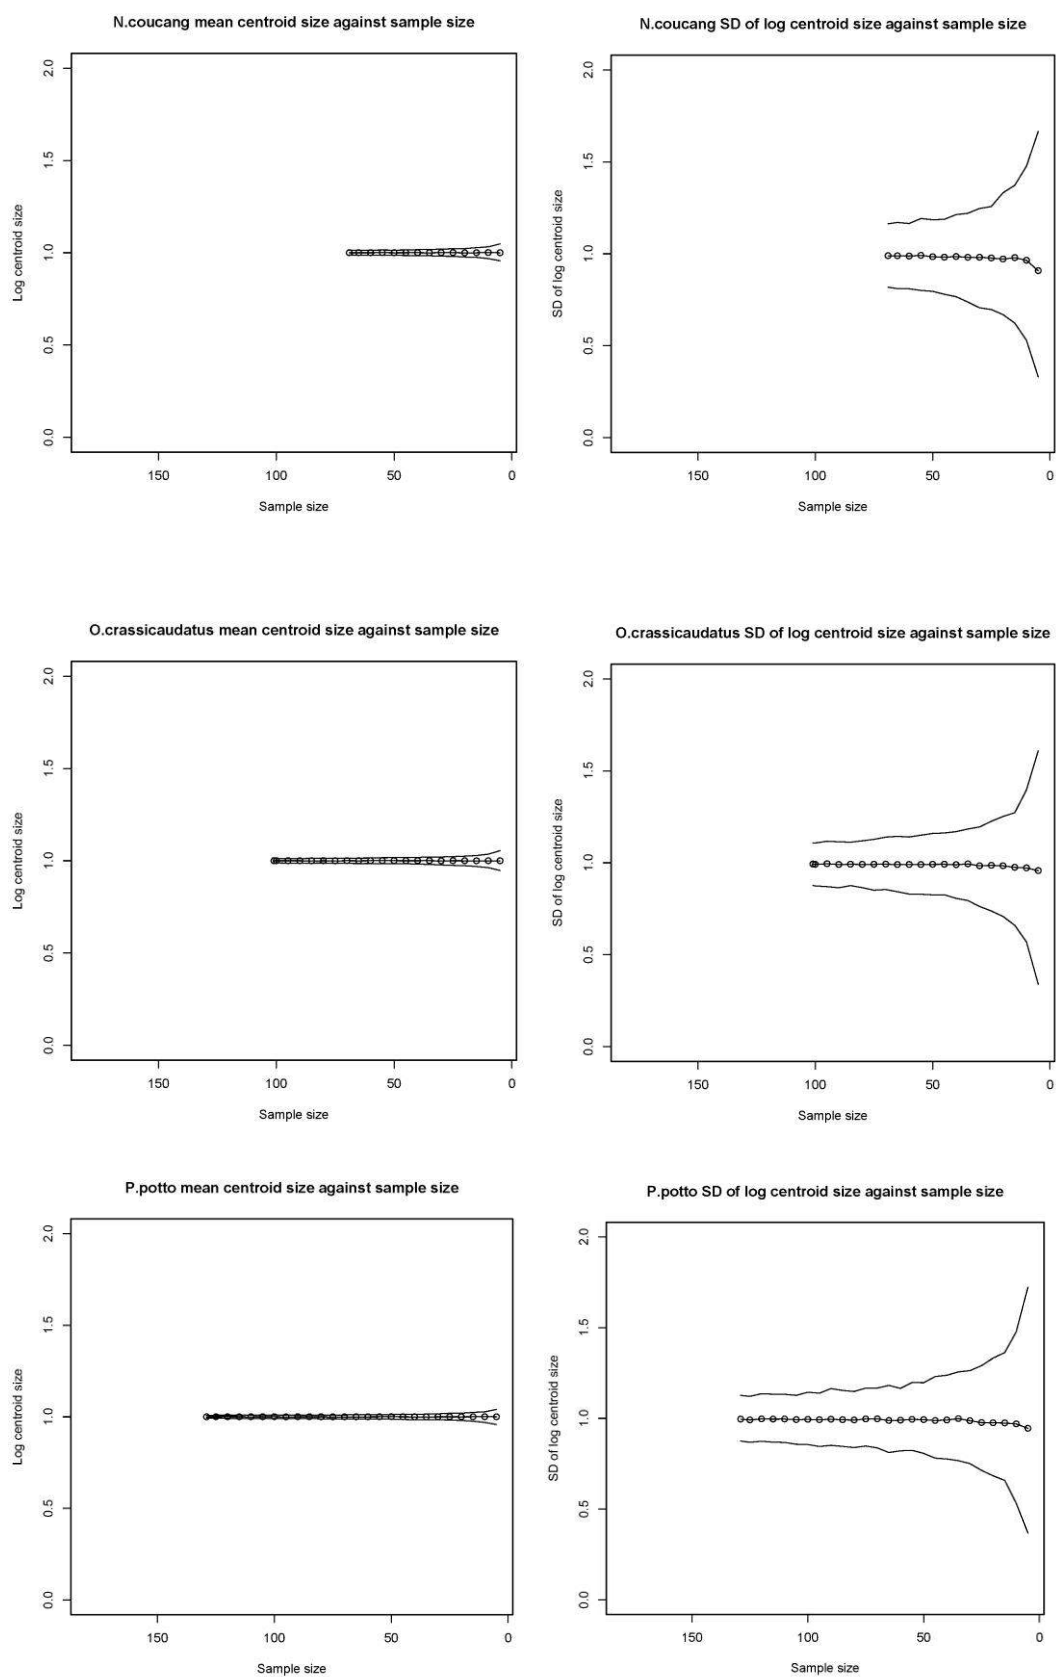 N.coucang mean centroid size against sample size
Log centroid size
2.0
1.5
1.0
0.5
0.0
150 100 50 0
Sample size
N.coucang SD of log centroid size against sample size
SD of log centroid size
2.0
1.5
1.0
0.5
0.0
150 100 50 0
Sample size
O.crassicaudatus mean centroid size against sample size
Log centroid size
2.0
1.5
1.0
0.5
0.0
150 100 50 0
Sample size
O.crassicaudatus SD of log centroid size against sample size
SD of log centroid size
2.0
1.5
1.0
0.5
0.0
150 100 50 0
Sample size
P.potto mean centroid size against sample size
Log centroid size
2.0
1.5
1.0
0.5
0.0
150 100 50 0
Sample size
P.potto SD of log centroid size against sample size
SD of log centroid size
2.0
1.5
1.0
0.5
0.0
150 100 50 0
Sample size